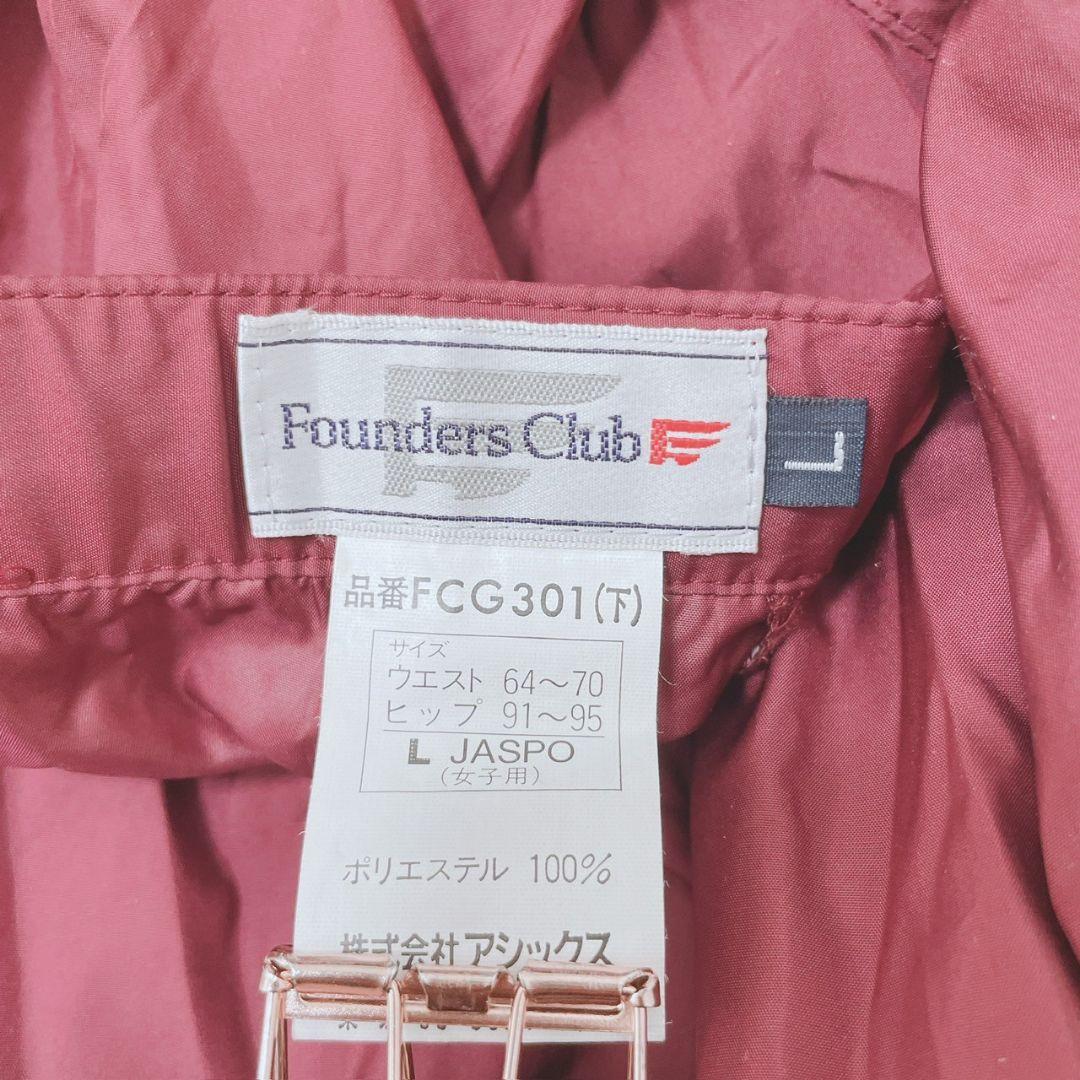 Founders Club
L
品番FCG301(下)
サイズ
ウエスト 64～70
ヒップ 91～95
L JASPO
(女子用)
ポリエステル 100%
株式会社アシックス